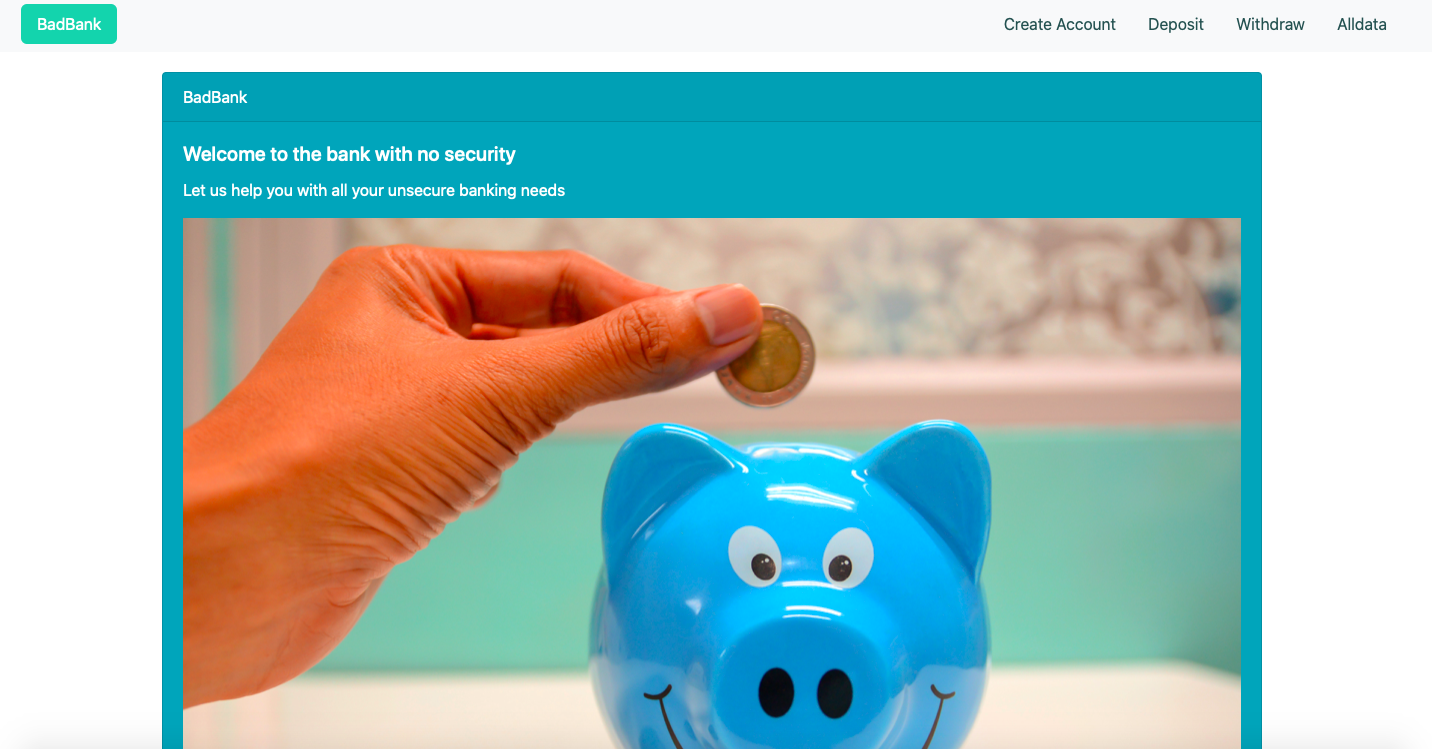 BadBank
Create Account
Deposit
Withdraw
Alldata
BadBank
Welcome to the bank with no security
Let us help you with all your unsecure banking needs